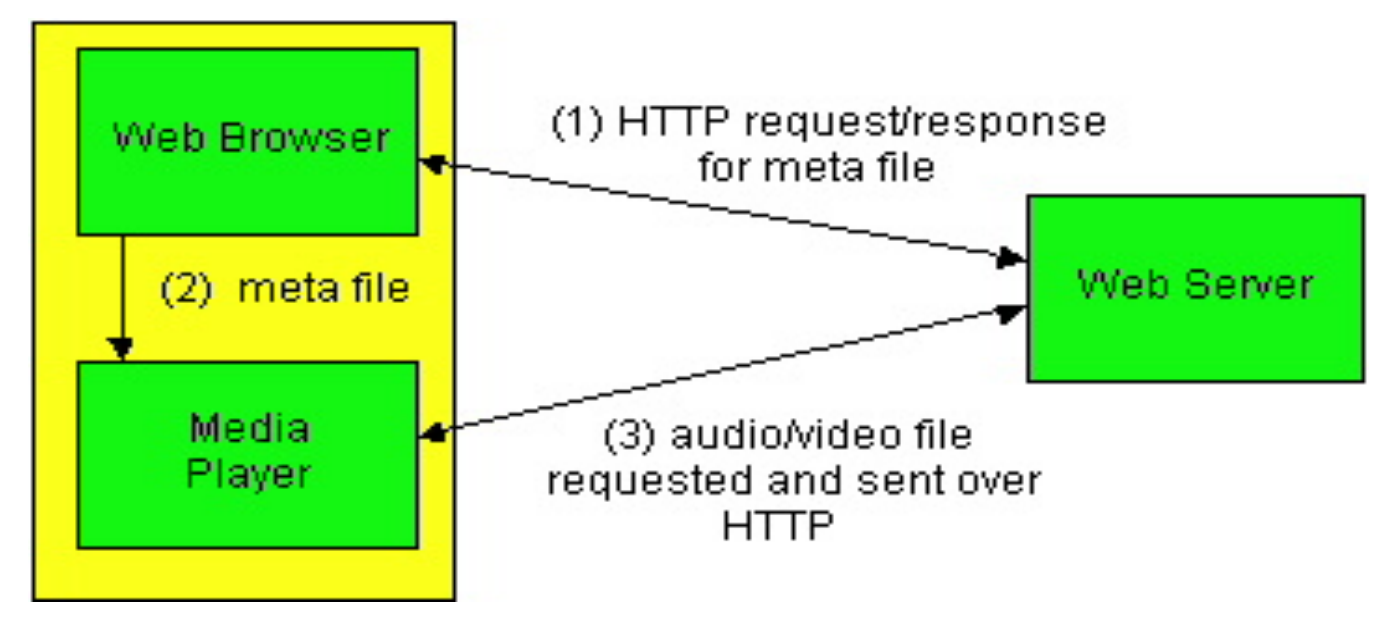 Web Browser
(1) HTTP request/response
for meta file
Web Server
(2) meta file
Media
Player
(3) audio/video file
requested and sent over
HTTP